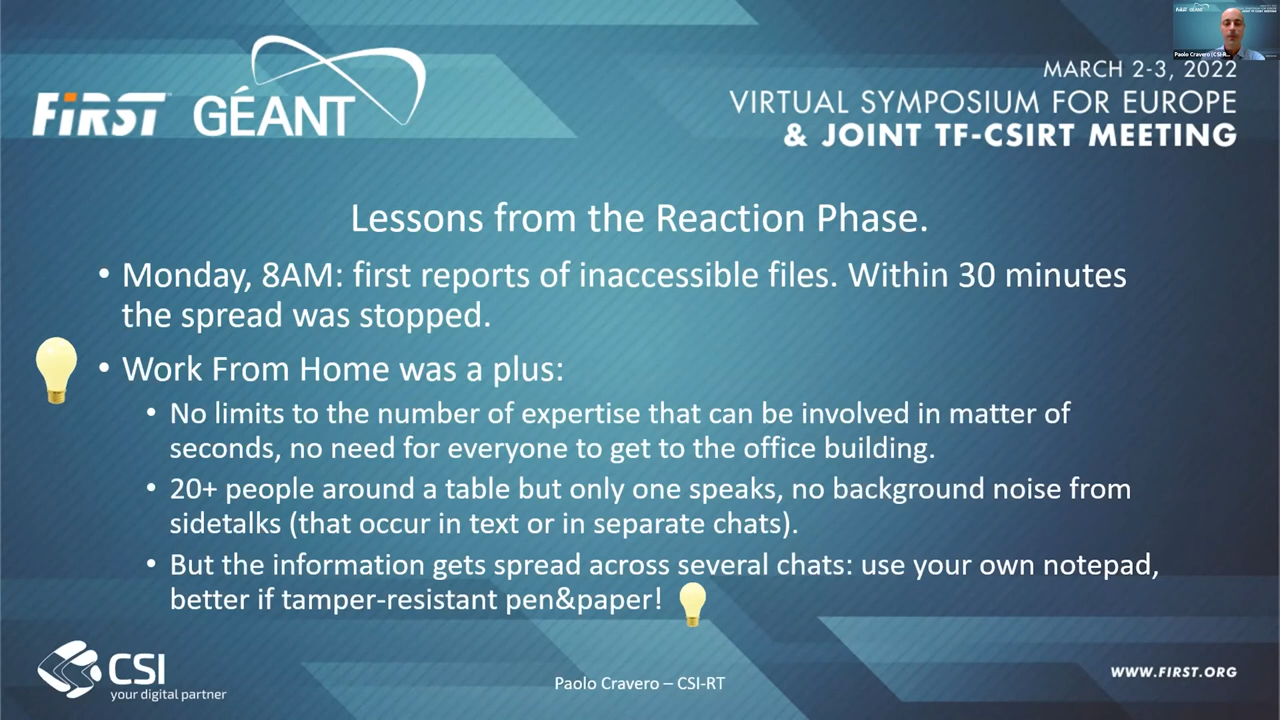 FiRST GÉANT
Paolo Cravero (CSI-R...
MARCH 2-3, 2022
VIRTUAL SYMPOSIUM FOR EUROPE
& JOINT TF-CSIRT MEETING
Lessons from the Reaction Phase.
• Monday, 8AM: first reports of inaccessible files. Within 30 minutes
the spread was stopped.
• Work From Home was a plus:
• No limits to the number of expertise that can be involved in matter of
seconds, no need for everyone to get to the office building.
• 20+ people around a table but only one speaks, no background noise from
sidetalks (that occur in text or in separate chats).
• But the information gets spread across several chats: use your own notepad,
better if tamper-resistant pen&paper!
CSI
your digital partner
Paolo Cravero – CSI-RT
WWW.FIRST.ORG